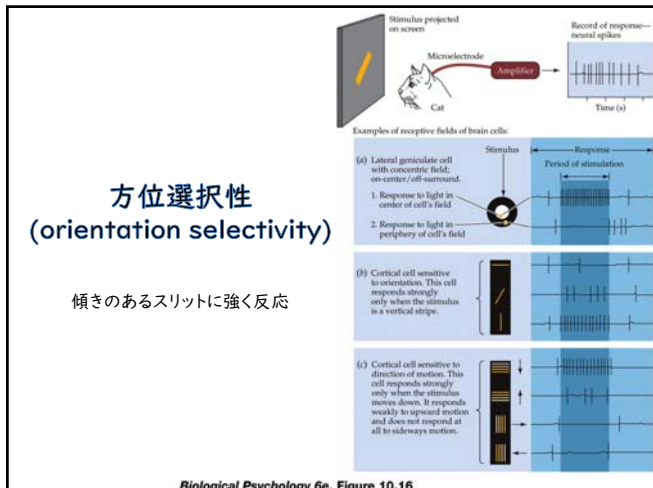 方位選択性
(orientation selectivity)
傾きのあるスリットに強く反応
Stimulus projected
on screen
Microelectrode
Amplifier
Cat
Record of response—
neural spikes
Time (s)
Examples of receptive fields of brain cells:
Stimulus
Response
Period of stimulation
(a) Lateral geniculate cell
with concentric field;
on-center/off-surround.
1. Response to light in
center of cell's field
2. Response to light in
periphery of cell's field
(b) Cortical cell sensitive
to orientation. This cell
responds strongly
only when the stimulus
is a vertical stripe.
(c) Cortical cell sensitive to
direction of motion. This
cell responds strongly
only when the stimulus
moves down. It responds
weakly to upward motion
and does not respond at
all to sideways motion.
Biological Psychology 6e, Figure 10.16